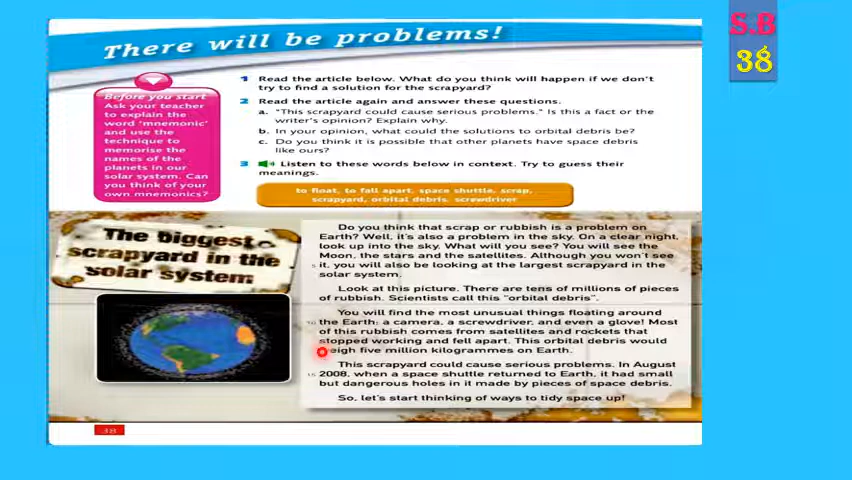 S.B
38
There will be problems!
Before you start
Ask your teacher
to explain the
word 'mnemonic'
and use the
technique to
memorise the
names of the
planets in our
solar system. Can
you think of your
own mnemonics?
1 Read the article below. What do you think will happen if we don't
try to find a solution for the scrapyard?
2 Read the article again and answer these questions.
a. "This scrapyard could cause serious problems." Is this a fact or the
writer's opinion? Explain why.
b. In your opinion, what could the solutions to orbital debris be?
c. Do you think it is possible that other planets have space debris
like ours?
3 Listen to these words below in context. Try to guess their
meanings.
to float, to fall apart, space shuttle, scrap,
scrapyard, orbital debris, screwdriver
The biggest
scrapyard in the
solar system
Do you think that scrap or rubbish is a problem on
Earth? Well, it's also a problem in the sky. On a clear night,
look up into the sky. What will you see? You will see the
Moon, the stars and the satellites. Although you won't see
5 it, you will also be looking at the largest scrapyard in the
solar system.
Look at this picture. There are tens of millions of pieces
of rubbish. Scientists call this "orbital debris".
You will find the most unusual things floating around
10 the Earth: a camera, a screwdriver, and even a glove! Most
of this rubbish comes from satellites and rockets that
stopped working and fell apart. This orbital debris would
weigh five million kilogrammes on Earth.
This scrapyard could cause serious problems. In August
15 2008, when a space shuttle returned to Earth, it had small
but dangerous holes in it made by pieces of space debris.
So, let's start thinking of ways to tidy space up!
38